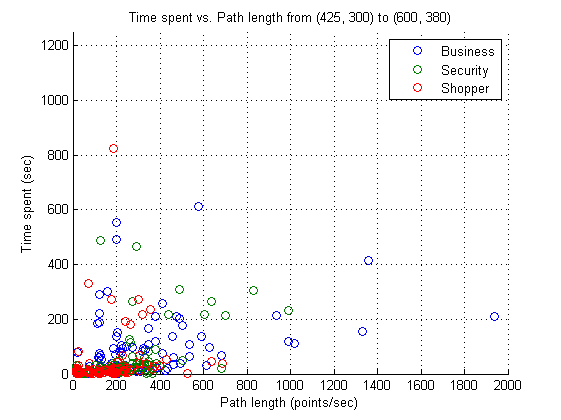 Time spent vs. Path length from (425, 300) to (600, 380)
1200
1000
800
600
400
200
0
Time spent (sec)
Business
Security
Shopper
0 200 400 600 800 1000 1200 1400 1600 1800 2000
Path length (points/sec)